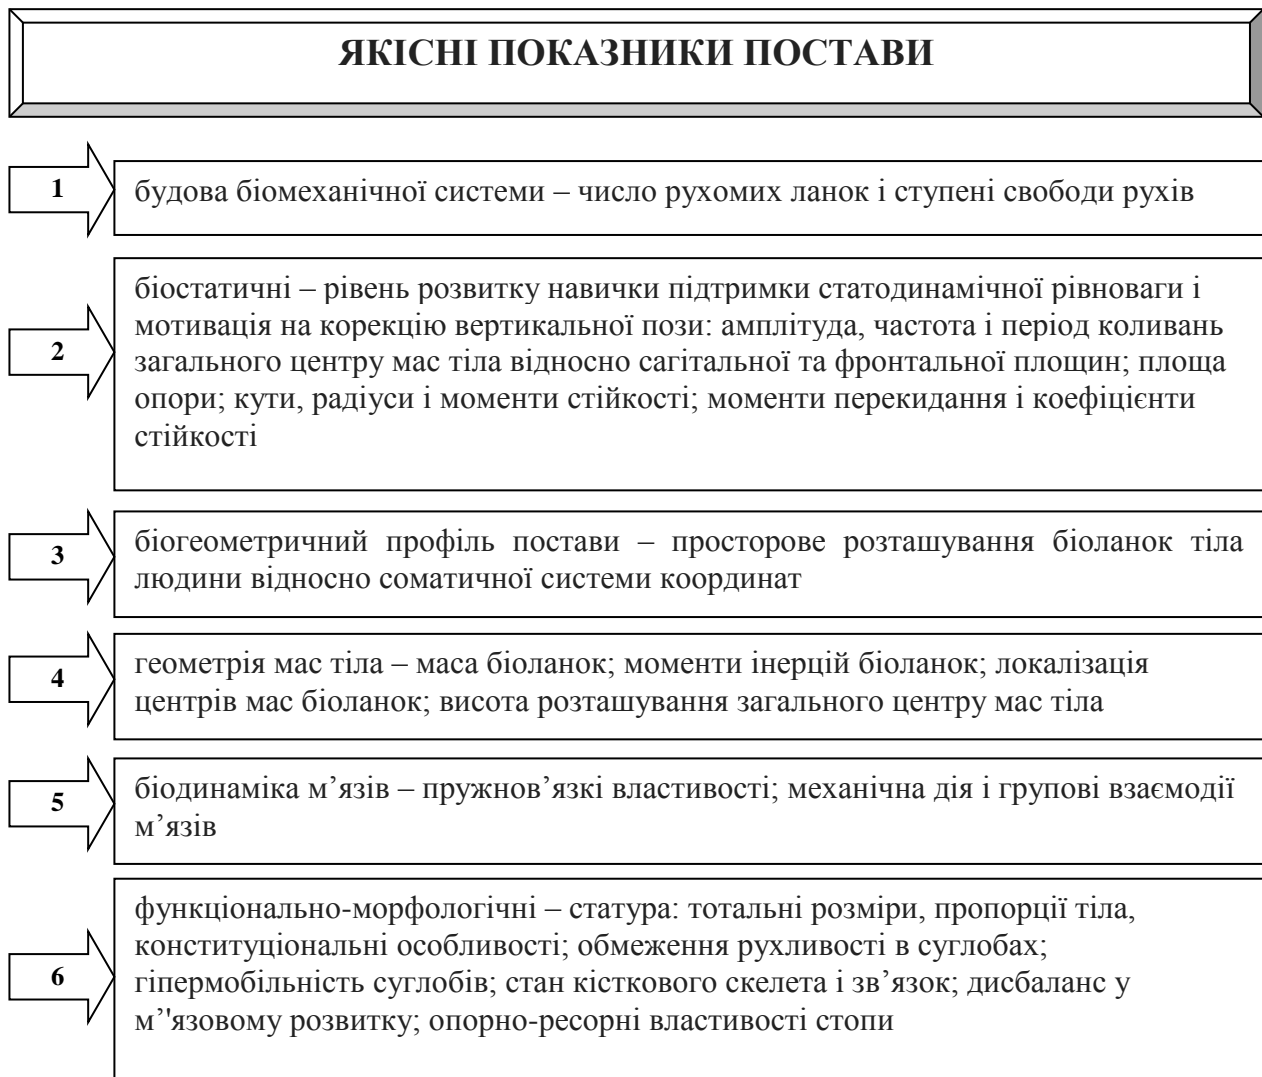 ЯКІСНІ ПОКАЗНИКИ ПОСТАВИ
1
будова біомеханічної системи – число рухомих ланок і ступені свободи рухів
2
біостатичні – рівень розвитку навички підтримки статодинамічної рівноваги і
мотивація на корекцію вертикальної пози: амплітуда, частота і період коливань
загального центру мас тіла відносно сагітальної та фронтальної площин; площа
опори; кути, радіуси і моменти стійкості; моменти перекидання і коефіцієнти
стійкості
3
біогеометричний профіль постави – просторове розташування біоланок тіла
людини відносно соматичної системи координат
4
геометрія мас тіла – маса біоланок; моменти інерцій біоланок; локалізація
центрів мас біоланок; висота розташування загального центру мас тіла
5
біодинаміка м’язів – пружнов’язкі властивості; механічна дія і групові взаємодії
м’язів
6
функціонально-морфологічні – статура: тотальні розміри, пропорції тіла,
конституціональні особливості; обмеження рухливості в суглобах;
гіпермобільність суглобів; стан кісткового скелета і зв’язок; дисбаланс у
м’'язовому розвитку; опорно-ресорні властивості стопи